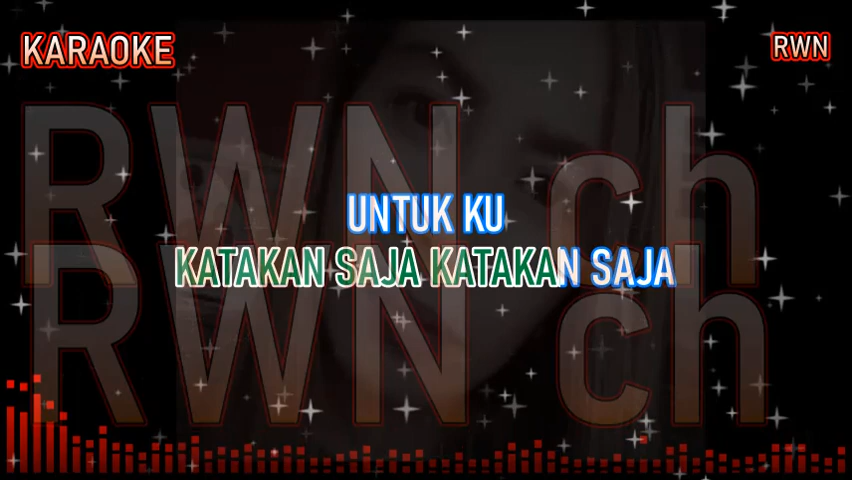 KARAOKE
RWN
RWN ch
UNTUK KU
KATAKAN SAJA KATAKAN SAJA
RWN ch